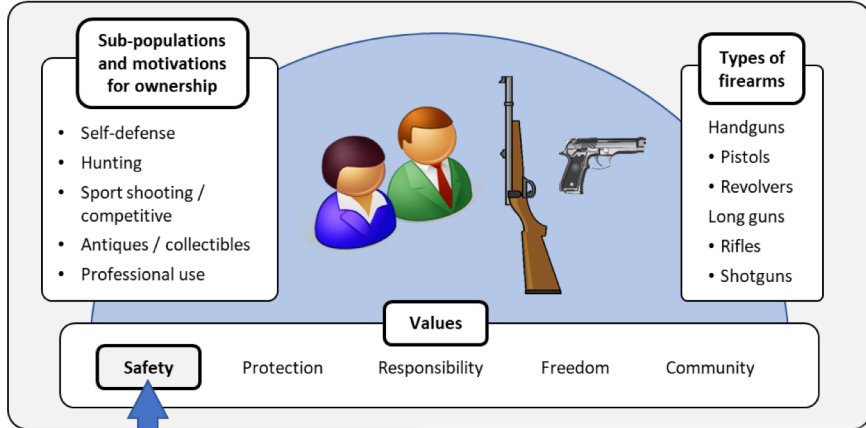 Sub-populations
and motivations
for ownership
• Self-defense
• Hunting
• Sport shooting /
competitive
• Antiques / collectibles
• Professional use
Types of
firearms
Handguns
• Pistols
• Revolvers
Long guns
• Rifles
• Shotguns
Values
Safety Protection Responsibility Freedom Community